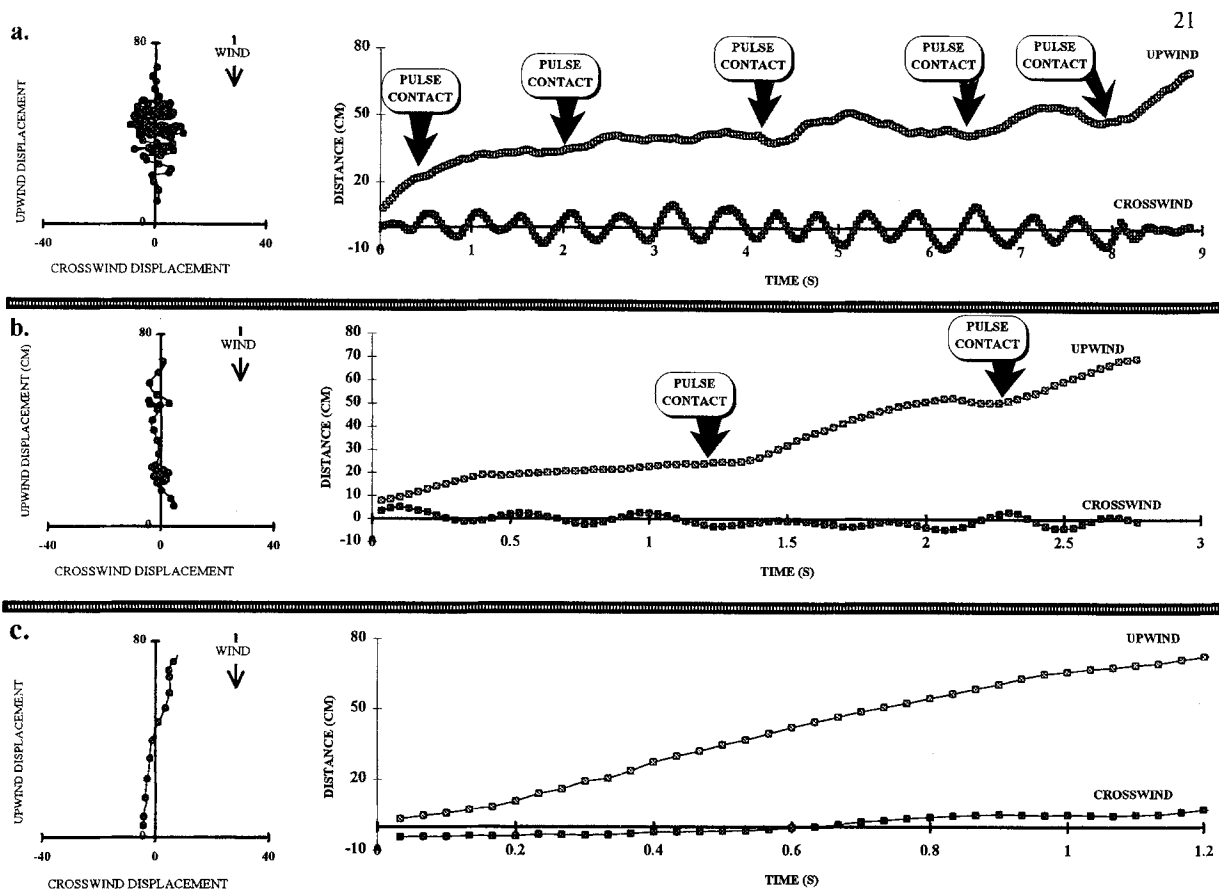 21
a.
80
WIND
UPWIND DISPLACEMENT
0
-40
0
40
CROSSWIND DISPLACEMENT
80
50
20
-10
DISTANCE (CM)
PULSE
CONTACT
PULSE
CONTACT
PULSE
CONTACT
PULSE
CONTACT
PULSE
CONTACT
UPWIND
CROSSWIND
0
1
2
3
4
5
6
7
8
9
TIME (S)
b.
80
WIND
UPWIND DISPLACEMENT (CM)
0
-40
0
40
CROSSWIND DISPLACEMENT
80
70
60
50
40
30
20
10
0
-10
DISTANCE (CM)
PULSE
CONTACT
PULSE
CONTACT
UPWIND
CROSSWIND
0
0.5
1
1.5
2
2.5
3
TIME (S)
c.
80
WIND
UPWIND DISPLACEMENT
0
-40
0
40
CROSSWIND DISPLACEMENT
80
50
20
-10
DISTANCE (CM)
UPWIND
CROSSWIND
0
0.2
0.4
0.6
0.8
1
1.2
TIME (S)